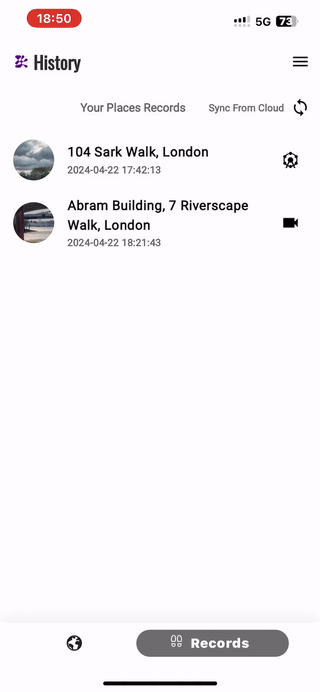 18:50
5G 73
History
Your Places Records Sync From Cloud
104 Sark Walk, London
2024-04-22 17:42:13
Abram Building, 7 Riverscape
Walk, London
2024-04-22 18:21:43
Records